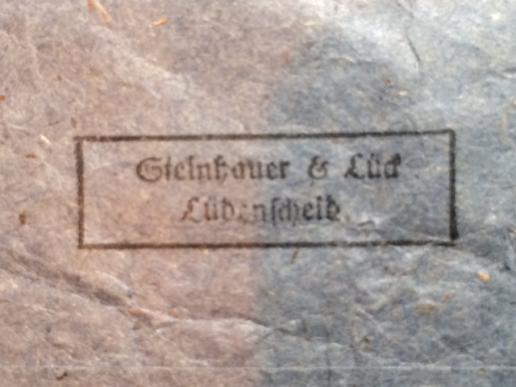 Steinhauer & Lück
Lüdenscheid